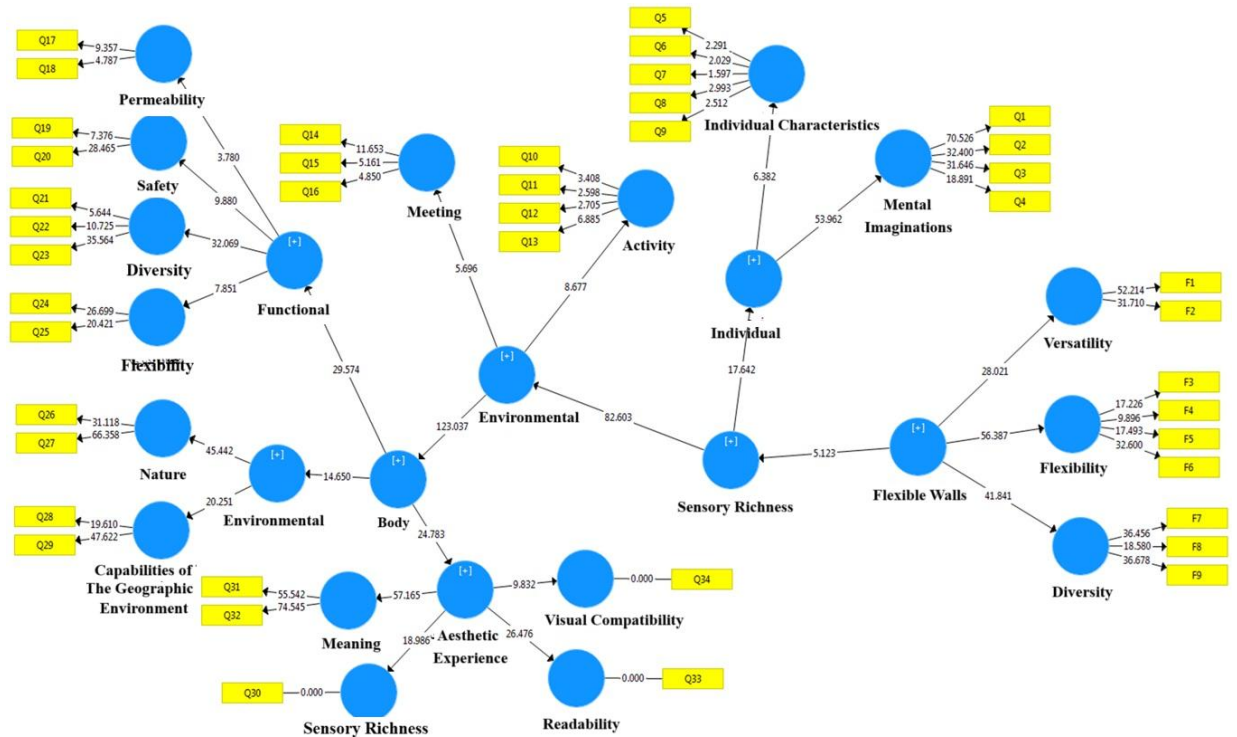 Q17
9.357
Q18
4.787
Permeability
Q19
7.376
Q20
28.465
Safety
Q21
5.644
Q22
10.725
Q23
35.564
Diversity
Q24
26.699
Q25
20.421
Flexibility
3.780
9.880
32.069
7.851
[+]
Functional
Q14
11.653
Q15
5.161
Q16
4.850
Meeting
Q10
3.408
Q11
2.598
Q12
2.705
Q13
6.885
Activity
Q5
2.291
Q6
2.029
Q7
1.597
Q8
2.993
Q9
2.512
Individual Characteristics
Q1
70.526
Q2
32.400
Q3
31.646
Q4
18.891
Mental
Imaginations
6.382
53.962
[+]
Individual
17.642
5.696
8.677
[+]
Environmental
82.603
123.037
29.574
[+]
Body
14.650
24.783
[+]
Environmental
45.442
20.251
Q26
31.118
Q27
66.358
Nature
Q28
19.610
Q29
47.622
Capabilities of
The Geographic
Environment
[+]
Sensory Richness
5.123
[+]
Flexible Walls
28.021
56.387
41.841
F1
52.214
F2
31.710
Versatility
F3
17.226
F4
9.896
F5
17.493
F6
32.600
Flexibility
F7
36.456
F8
18.580
F9
36.678
Diversity
[+]
Aesthetic
Experience
57.165
9.832
18.986
26.476
Q31
55.542
Q32
74.545
Meaning
0.000
Q34
Visual Compatibility
Q30
0.000
Sensory Richness
0.000
Q33
Readability